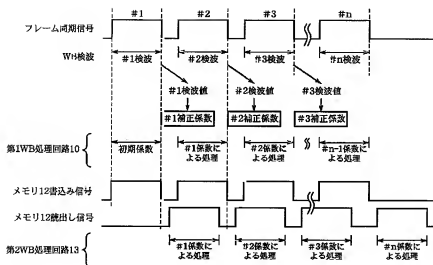 #1 #2 #3 #n
フレーム同期信号
WB検波 #1検波 #2検波 #3検波 #n検波
#1検波値 #2検波値 #3検波値
#1補正係数 #2補正係数 #3補正係数
第1WB処理回路10 初期係数 #1係数による処理 #2係数による処理 #n-1係数による処理
メモリ12書込み信号
メモリ12読出し信号
第2WB処理回路13 #1係数による処理 #2係数による処理 #3係数による処理 #n係数による処理